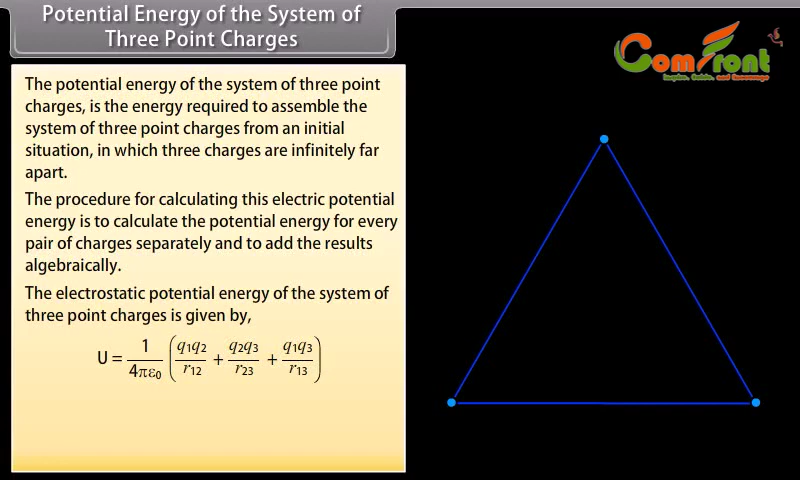 Potential Energy of the System of
Three Point Charges
ComFront
Inspire, Guide, and Encourage
The potential energy of the system of three point
charges, is the energy required to assemble the
system of three point charges from an initial
situation, in which three charges are infinitely far
apart.
The procedure for calculating this electric potential
energy is to calculate the potential energy for every
pair of charges separately and to add the results
algebraically.
The electrostatic potential energy of the system of
three point charges is given by,
U = 1/4πε₀ (q₁q₂/r₁₂ + q₂q₃/r₂₃ + q₁q₃/r₁₃)